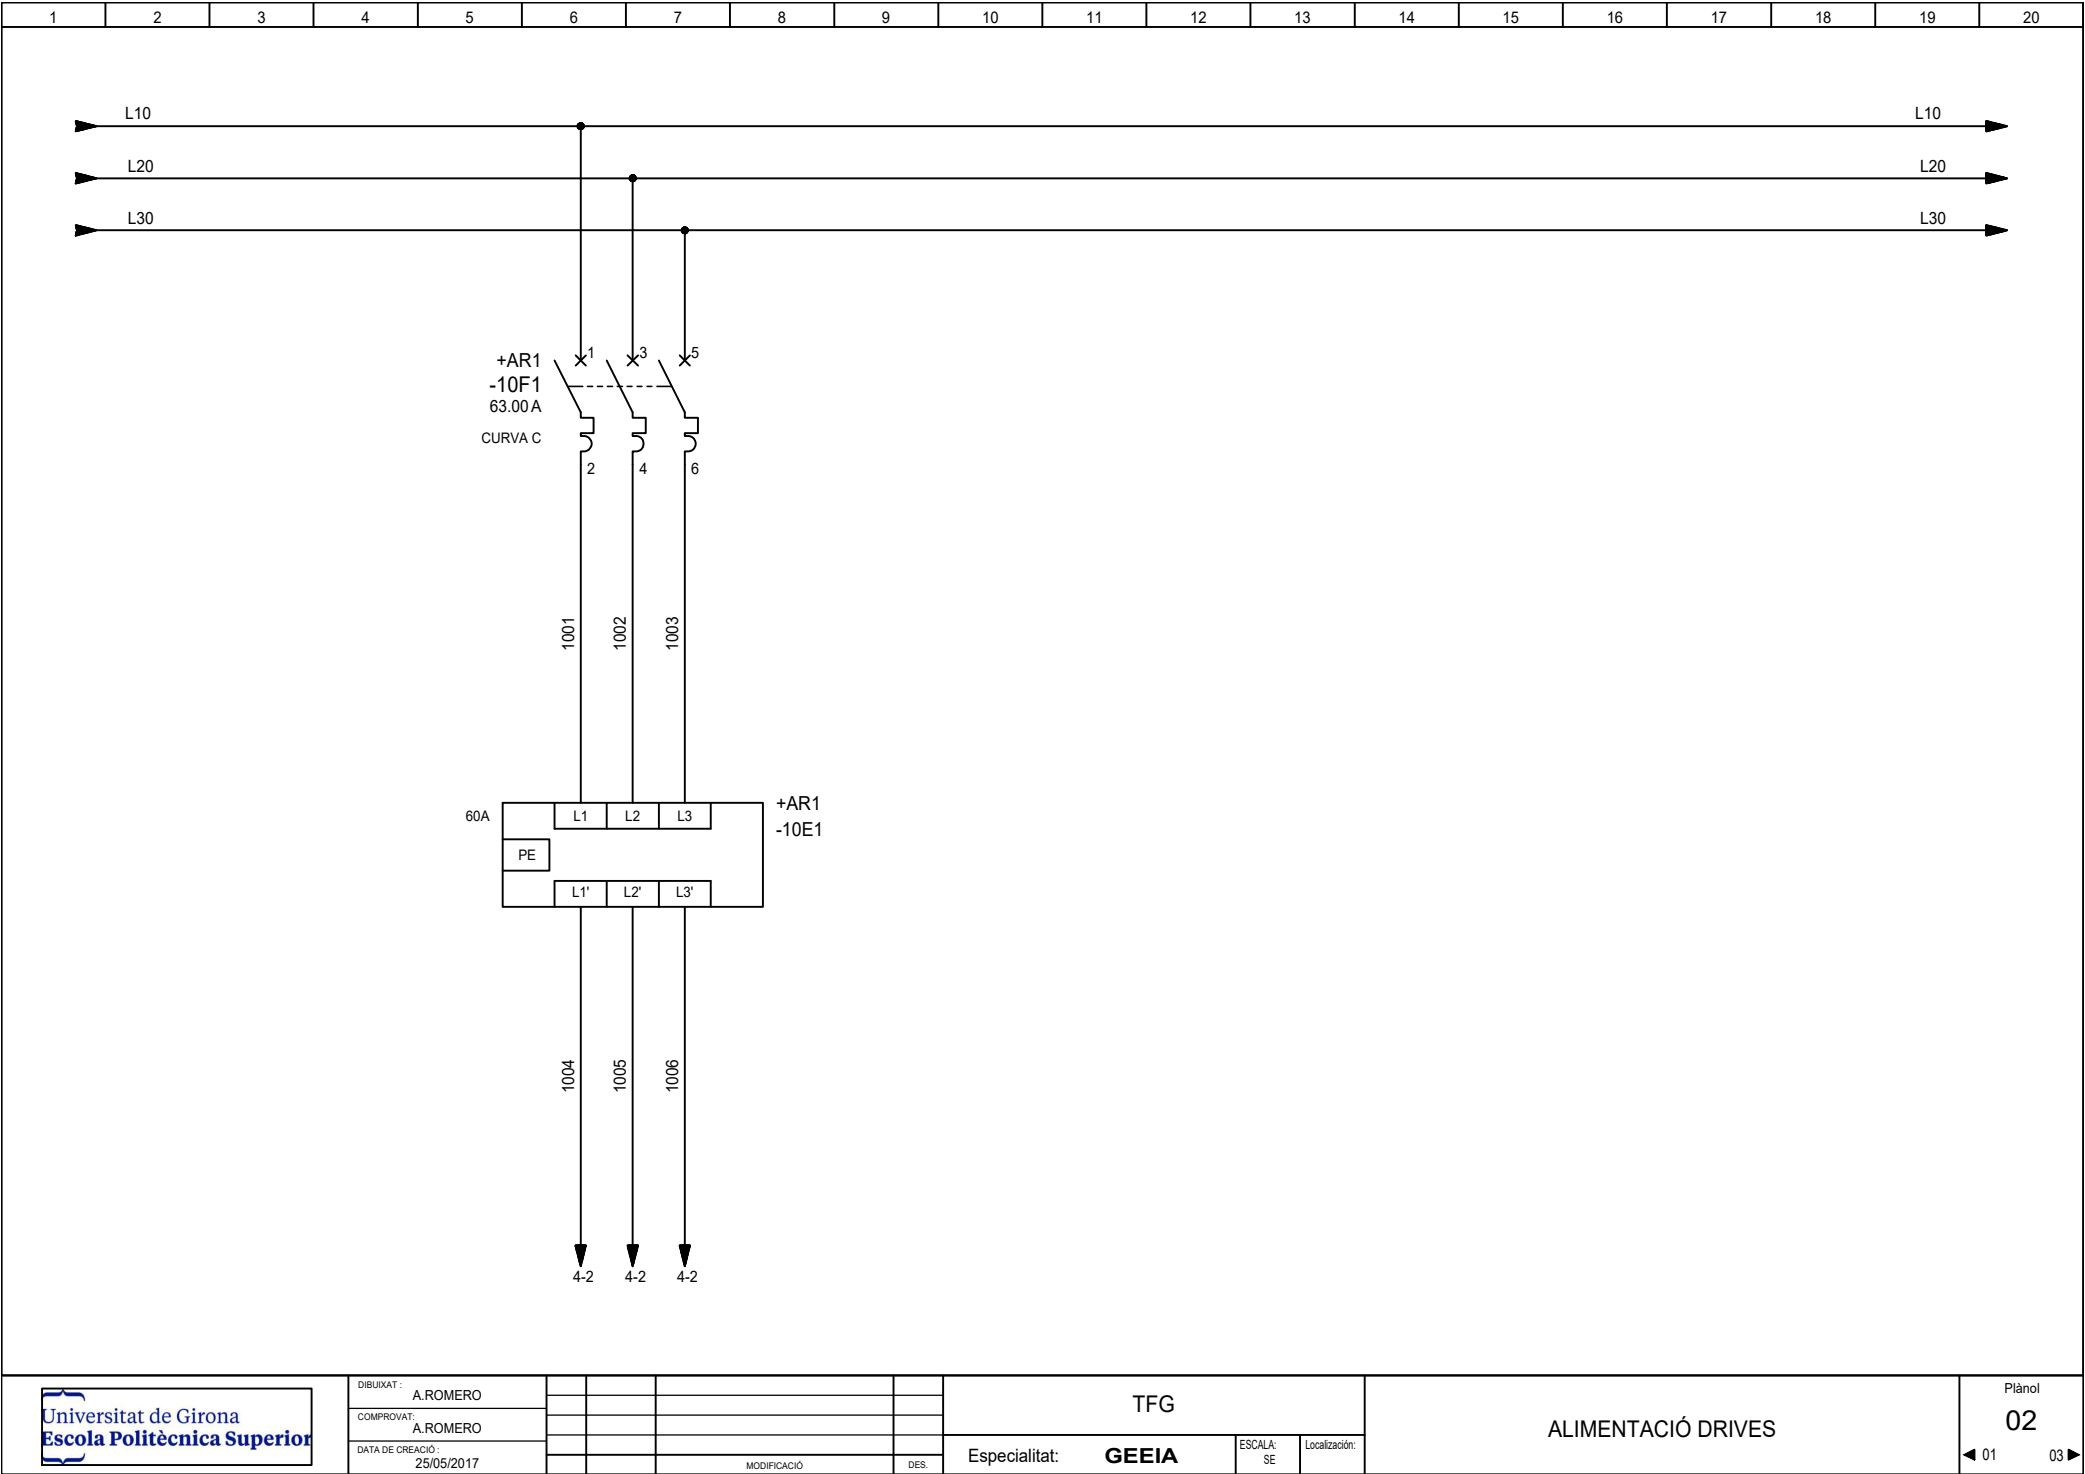 1 2 3 4 5 6 7 8 9 10 11 12 13 14 15 16 17 18 19 20
L10 L10
L20 L20
L30 L30
+AR1 1 3 5
-10F1
63.00 A
CURVA C
2 4 6
1001 1002 1003
60A L1 L2 L3 +AR1
-10E1
PE
L1' L2' L3'
1004 1005 1006
4-2 4-2 4-2
Universitat de Girona
Escola Politècnica Superior
DIBUIXAT :
A.ROMERO
COMPROVAT:
A.ROMERO
DATA DE CREACIÓ :
25/05/2017
MODIFICACIÓ DES.
TFG
Especialitat: GEEIA
ESCALA:
SE
Localización:
ALIMENTACIÓ DRIVES
Plànol
02
01 03